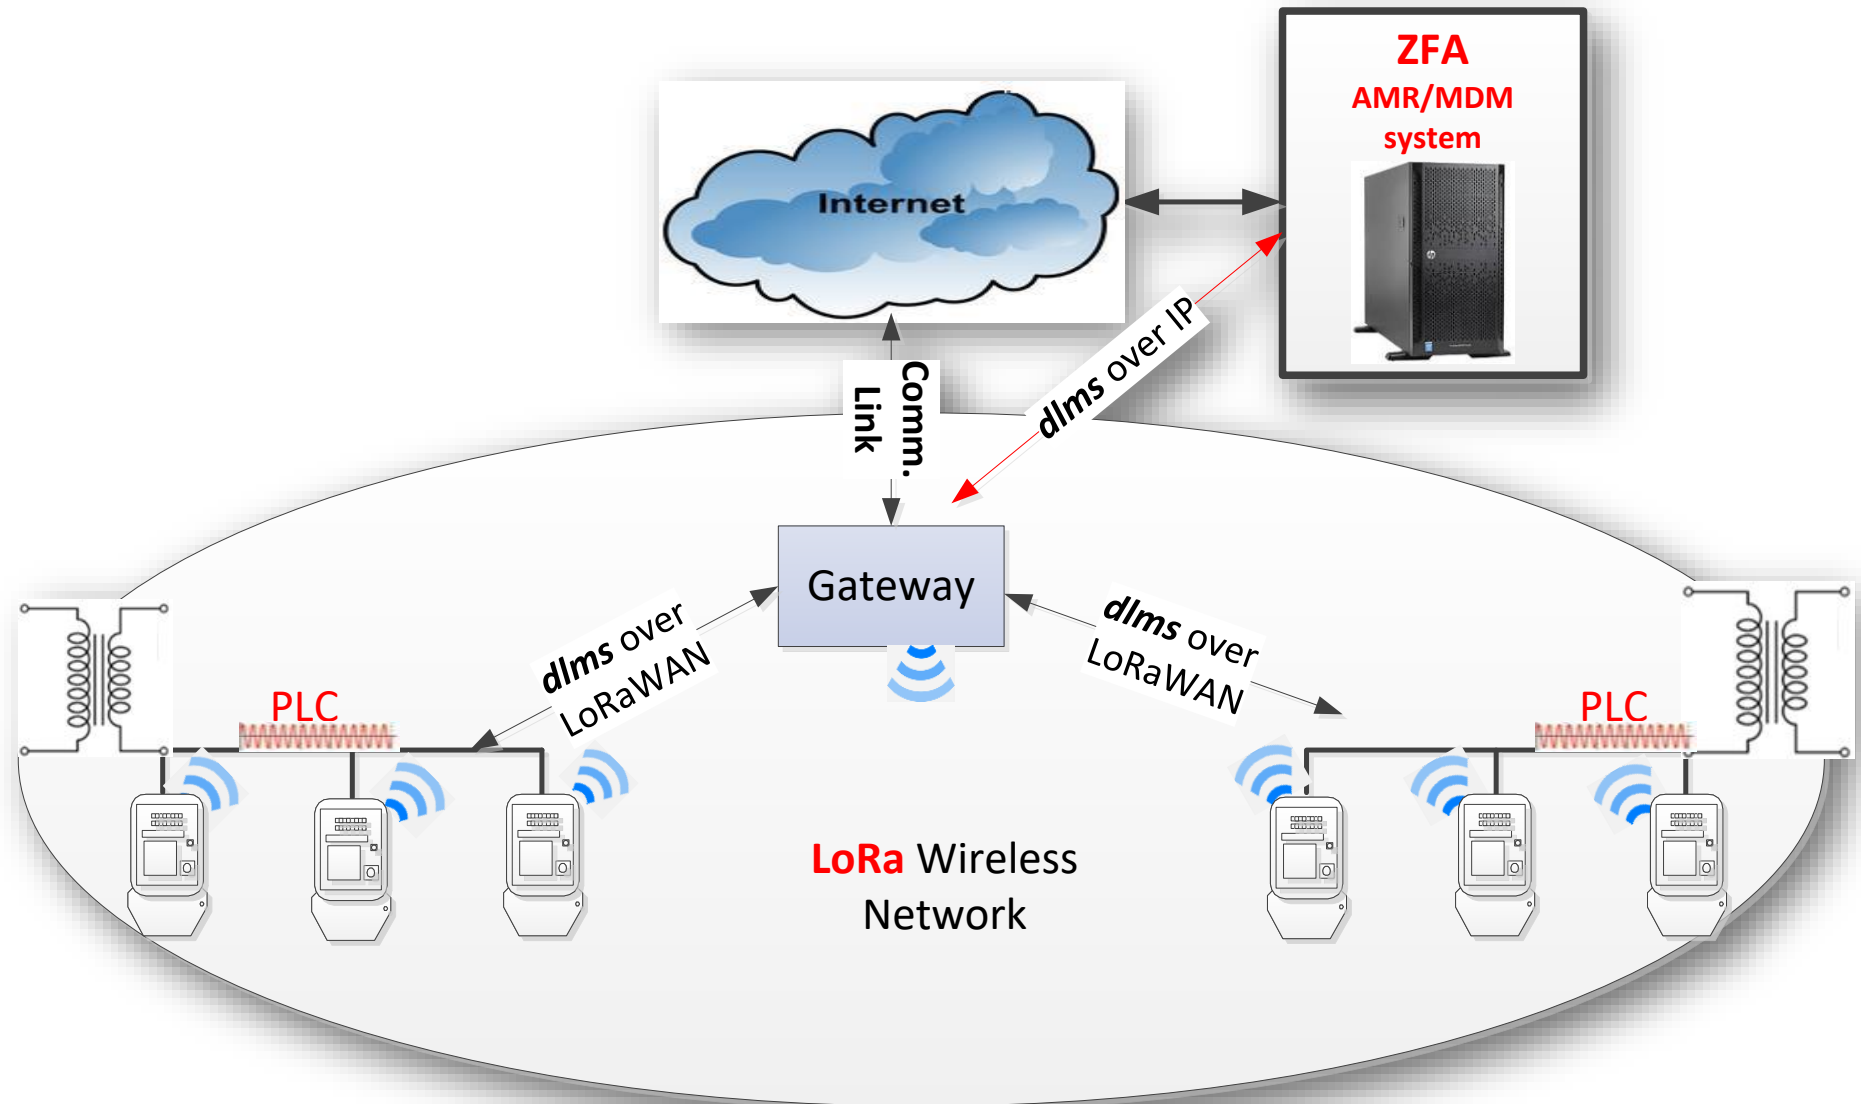 ZFA
AMR/MDM
system
Internet
Comm.
Link
dlms over IP
Gateway
dlms over
LoRaWAN
dlms over
LoRaWAN
PLC
PLC
LoRa Wireless
Network